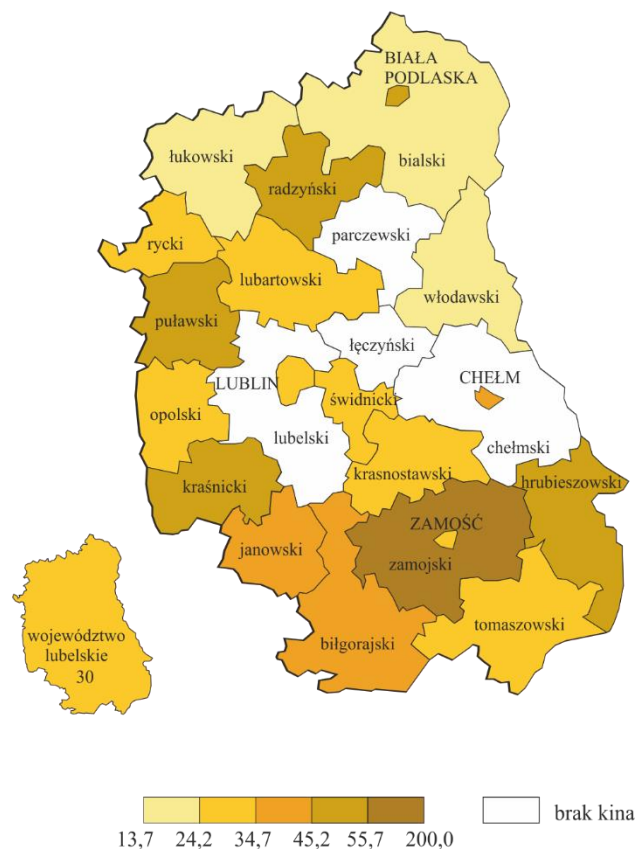 BIAŁA
PODLASKA
łukowski
bialski
radzyński
parczewski
rycki
lubartowski
włodawski
puławski
łęczyński
LUBLIN
CHEŁM
świdnicki
opolski
lubelski
chełmski
krasnostawski
hrubieszowski
kraśnicki
ZAMOŚĆ
janowski
zamojski
tomaszowski
województwo
lubelskie
30
biłgorajski
brak kina
13,7 24,2 34,7 45,2 55,7 200,0